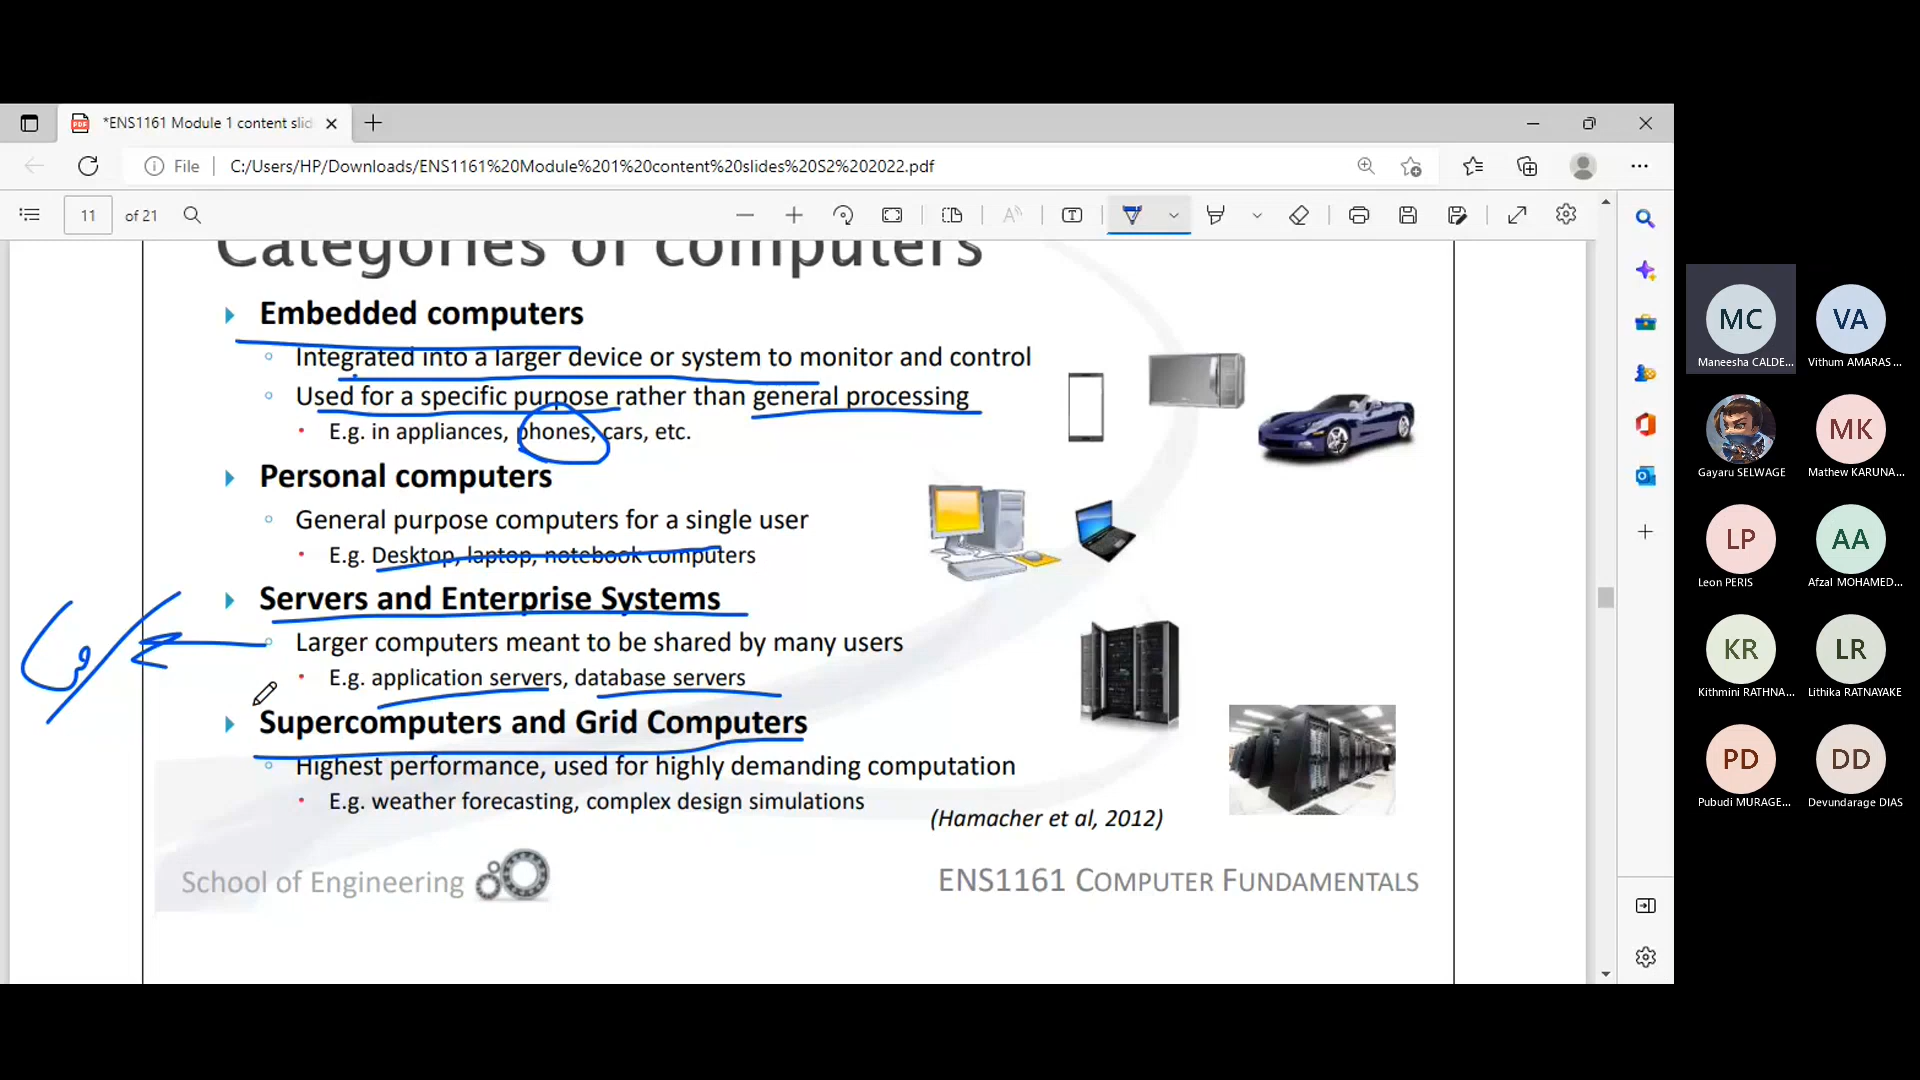 *ENS1161 Module 1 content slid
File
C:/Users/HP/Downloads/ENS1161%20Module%201%20content%20slides%20S2%202022.pdf
11
of 21
Categories of computers
Embedded computers
Integrated into a larger device or system to monitor and control
Used for a specific purpose rather than general processing
E.g. in appliances, phones, cars, etc.
Personal computers
General purpose computers for a single user
E.g. Desktop, laptop, notebook computers
Servers and Enterprise Systems
Larger computers meant to be shared by many users
E.g. application servers, database servers
Supercomputers and Grid Computers
Highest performance, used for highly demanding computation
E.g. weather forecasting, complex design simulations
(Hamacher et al, 2012)
School of Engineering
ENS1161 COMPUTER FUNDAMENTALS
MC
VA
Maneesha CALDE...
Vithum AMARAS...
MK
Gayaru SELWAGE
Mathew KARUNA...
LP
AA
Leon PERIS
Afzal MOHAMED...
KR
LR
Kithmini RATHNA...
Lithika RATNAYAKE
PD
DD
Pubudi MURAGE...
Devundarage DIAS